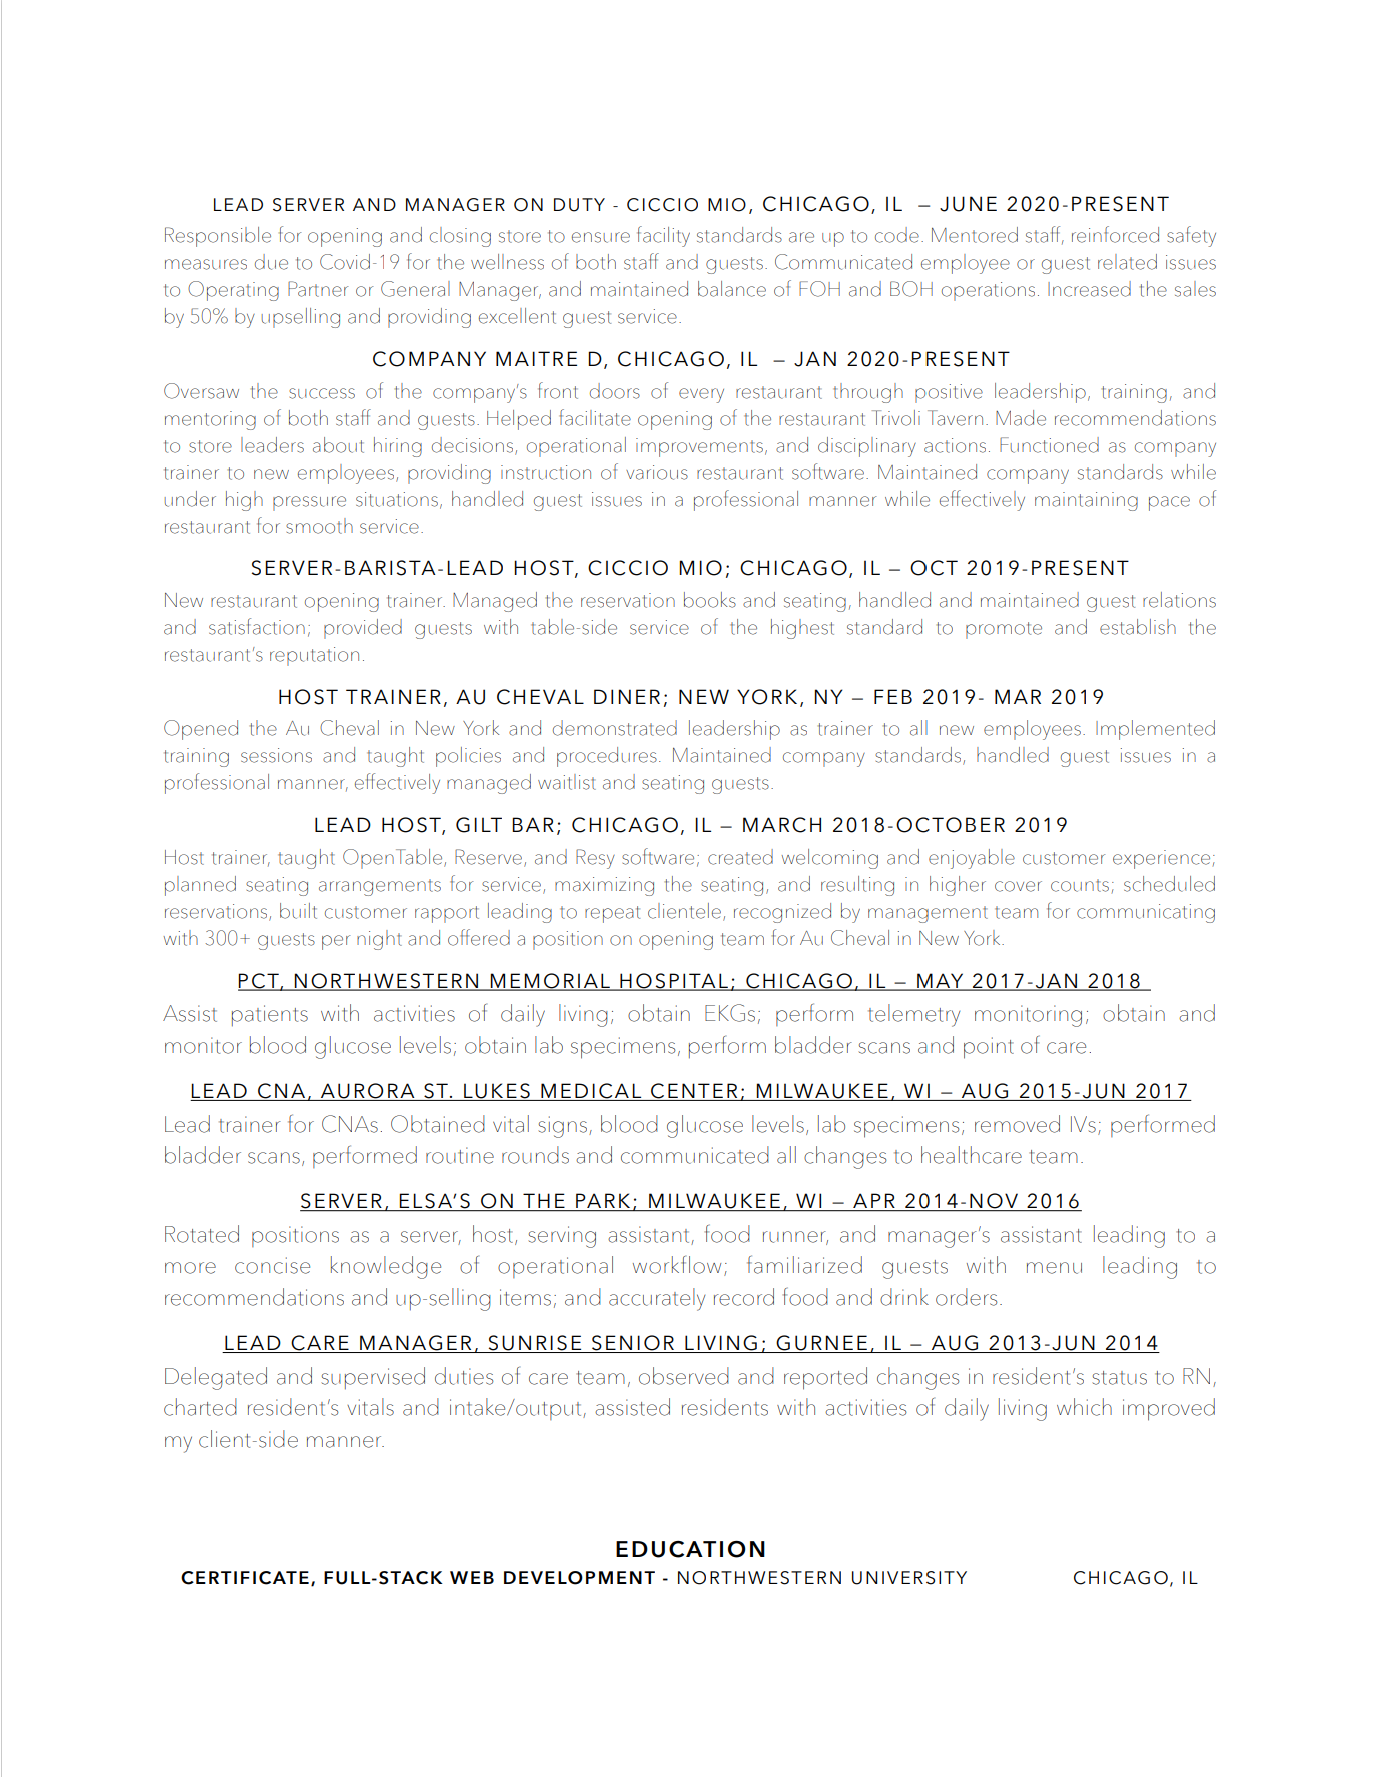 LEAD SERVER AND MANAGER ON DUTY - CICCIO MIO, CHICAGO, IL – JUNE 2020-PRESENT
Responsible for opening and closing store to ensure facility standards are up to code. Mentored staff, reinforced safety
measures due to Covid-19 for the wellness of both staff and guests. Communicated employee or guest related issues
to Operating Partner or General Manager, and maintained balance of FOH and BOH operations. Increased the sales
by 50% by upselling and providing excellent guest service.
COMPANY MAITRE D, CHICAGO, IL – JAN 2020-PRESENT
Oversaw the success of the company's front doors of every restaurant through positive leadership, training, and
mentoring of both staff and guests. Helped facilitate opening of the restaurant Trivoli Tavern. Made recommendations
to store leaders about hiring decisions, operational improvements, and disciplinary actions. Functioned as company
trainer to new employees, providing instruction of various restaurant software. Maintained company standards while
under high pressure situations, handled guest issues in a professional manner while effectively maintaining pace of
restaurant for smooth service.
SERVER-BARISTA-LEAD HOST, CICCIO MIO; CHICAGO, IL – OCT 2019-PRESENT
New restaurant opening trainer. Managed the reservation books and seating, handled and maintained guest relations
and satisfaction; provided guests with table-side service of the highest standard to promote and establish the
restaurant's reputation.
HOST TRAINER, AU CHEVAL DINER; NEW YORK, NY – FEB 2019- MAR 2019
Opened the Au Cheval in New York and demonstrated leadership as trainer to all new employees. Implemented
training sessions and taught policies and procedures. Maintained company standards, handled guest issues in a
professional manner, effectively managed waitlist and seating guests.
LEAD HOST, GILT BAR; CHICAGO, IL – MARCH 2018-OCTOBER 2019
Host trainer, taught OpenTable, Reserve, and Resy software; created welcoming and enjoyable customer experience;
planned seating arrangements for service, maximizing the seating, and resulting in higher cover counts; scheduled
reservations, built customer rapport leading to repeat clientele, recognized by management team for communicating
with 300+ guests per night and offered a position on opening team for Au Cheval in New York.
PCT, NORTHWESTERN MEMORIAL HOSPITAL; CHICAGO, IL – MAY 2017-JAN 2018
Assist patients with activities of daily living; obtain EKGs; perform telemetry monitoring; obtain and
monitor blood glucose levels; obtain lab specimens, perform bladder scans and point of care.
LEAD CNA, AURORA ST. LUKES MEDICAL CENTER; MILWAUKEE, WI – AUG 2015-JUN 2017
Lead trainer for CNAs. Obtained vital signs, blood glucose levels, lab specimens; removed IVs; performed
bladder scans, performed routine rounds and communicated all changes to healthcare team.
SERVER, ELSA'S ON THE PARK; MILWAUKEE, WI – APR 2014-NOV 2016
Rotated positions as a server, host, serving assistant, food runner, and manager's assistant leading to a
more concise knowledge of operational workflow; familiarized guests with menu leading to
recommendations and up-selling items; and accurately record food and drink orders.
LEAD CARE MANAGER, SUNRISE SENIOR LIVING; GURNEE, IL – AUG 2013-JUN 2014
Delegated and supervised duties of care team, observed and reported changes in resident's status to RN,
charted resident's vitals and intake/output, assisted residents with activities of daily living which improved
my client-side manner.
EDUCATION
CERTIFICATE, FULL-STACK WEB DEVELOPMENT - NORTHWESTERN UNIVERSITY CHICAGO, IL